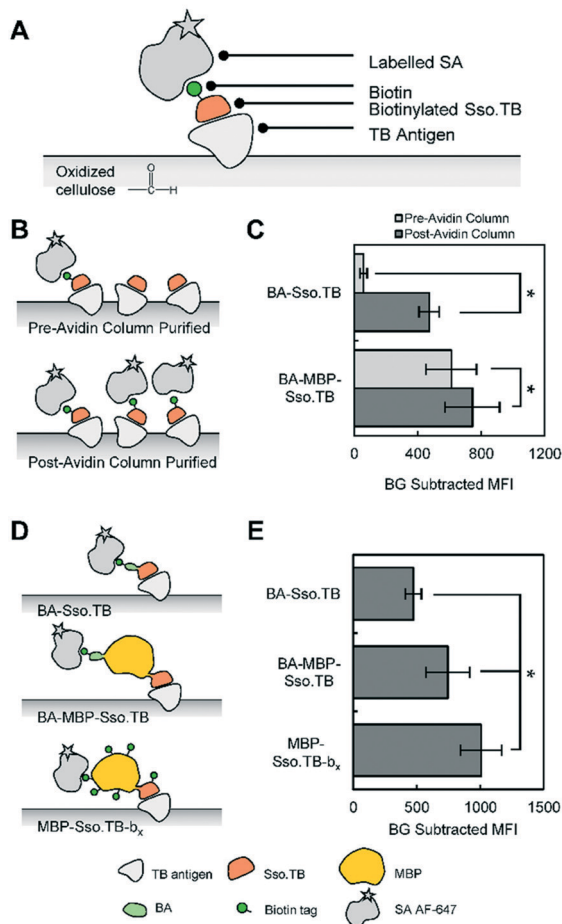 A
Labelled SA
Biotin
Biotinylated Sso.TB
TB Antigen
Oxidized
cellulose
O
C
H
B
Pre-Avidin Column Purified
Post-Avidin Column Purified
C
Pre-Avidin Column
Post-Avidin Column
BA-Sso.TB
*
BA-MBP-
Sso.TB
*
0 400 800 1200
BG Subtracted MFI
D
BA-Sso.TB
BA-MBP-Sso.TB
MBP-Sso.TB-bₓ
E
BA-Sso.TB
BA-MBP-
Sso.TB
*
MBP-
Sso.TB-bₓ
0 500 1000 1500
BG Subtracted MFI
TB antigen
Sso.TB
MBP
BA
Biotin tag
SA AF-647